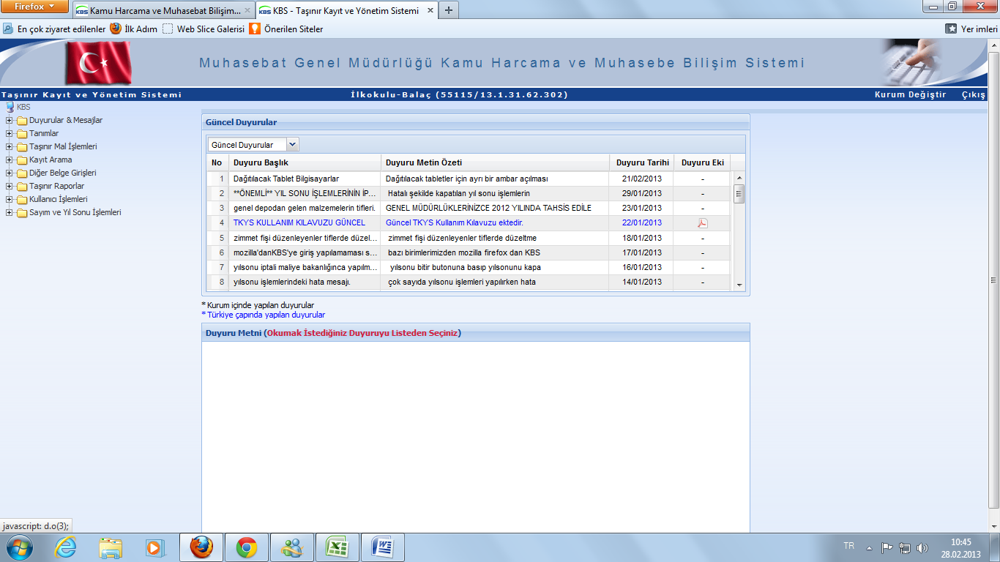 Firefox
Kamu Harcama ve Muhasebat Bilişim...
KBS - Taşınır Kayıt ve Yönetim Sistemi
En çok ziyaret edilenler İlk Adım Web Slice Galerisi Önerilen Siteler Yer imleri
Muhasebat Genel Müdürlüğü Kamu Harcama ve Muhasebe Bilişim Sistemi
Taşınır Kayıt ve Yönetim Sistemi İlkokulu-Balaç (55115/13.1.31.62.302) Kurum Değiştir Çıkış
KBS
Duyurular & Mesajlar
Tanımlar
Taşınır Mal İşlemleri
Kayıt Arama
Diğer Belge Girişleri
Taşınır Raporlar
Kullanıcı İşlemleri
Sayım ve Yıl Sonu İşlemleri
Güncel Duyurular
Güncel Duyurular
No Duyuru Başlık Duyuru Metin Özeti Duyuru Tarihi Duyuru Eki
1 Dağıtılacak Tablet Bilgisayarlar Dağıtılacak tabletler için ayrı bir ambar açılması 21/02/2013 -
2 **ÖNEMLİ** YIL SONU İŞLEMLERİNİN İP... Hatalı şekilde kapatılan yıl sonu işlemlerin 29/01/2013 -
3 genel depodan gelen malzemelerin tifleri. GENEL MÜDÜRLÜKLERİNİZCE 2012 YILINDA TAHSİS EDİLE 23/01/2013 -
4 TKYS KULLANIM KILAVUZU GÜNCEL Güncel TKYS Kullanım Kılavuzu ektedir. 22/01/2013
5 zimmet fişi düzenleyenler tiflerde düzel... zimmet fişi düzenleyenler tiflerde düzeltme 18/01/2013 -
6 mozilla'danKBS'ye giriş yapılamaması s... bazı birimlerimizden mozilla firefox dan KBS 17/01/2013 -
7 yılsonu iptali maliye bakanlığınca yapılm... yılsonu bitir butonuna basıp yılsonunu kapa 16/01/2013 -
8 yılsonu işlemlerindeki hata mesajı. çok sayıda yılsonu işlemleri yapılırken hata 14/01/2013 -
* Kurum içinde yapılan duyurular
* Türkiye çapında yapılan duyurular
Duyuru Metni (Okumak İstediğiniz Duyuruyu Listeden Seçiniz)
javascript: d.o(3);
TR
10:45
28.02.2013